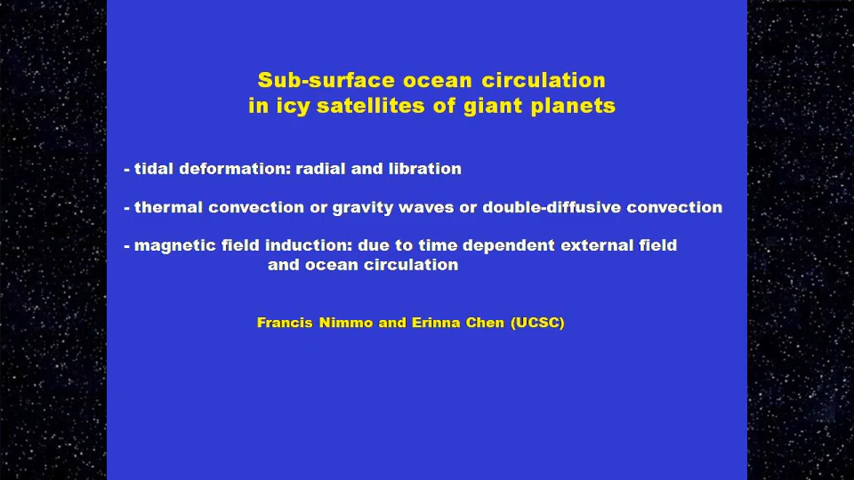 Sub-surface ocean circulation
in icy satellites of giant planets
- tidal deformation: radial and libration
- thermal convection or gravity waves or double-diffusive convection
- magnetic field induction: due to time dependent external field
and ocean circulation
Francis Nimmo and Erinna Chen (UCSC)